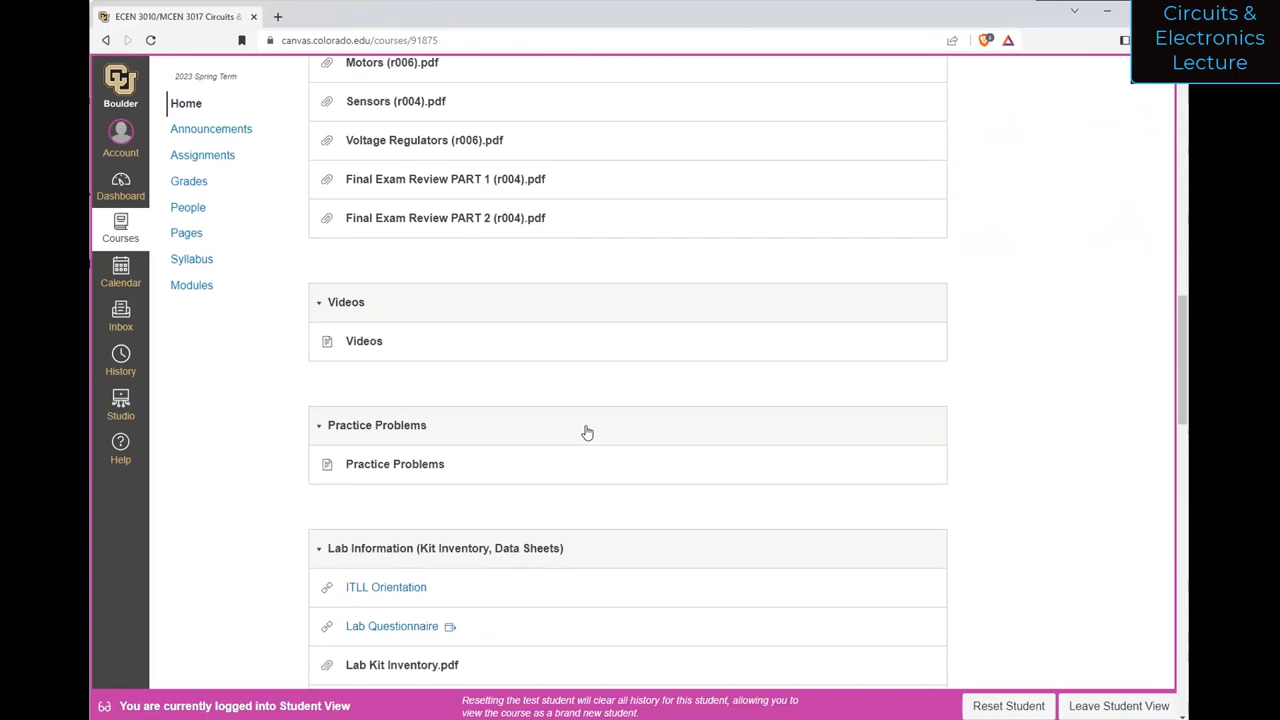 ECEN 3010/MCEN 3017 Circuits &
canvas.colorado.edu/courses/91875
Circuits &
Electronics
Lecture
Boulder
Account
Dashboard
Courses
Calendar
Inbox
History
Studio
Help
2023 Spring Term
Home
Announcements
Assignments
Grades
People
Pages
Syllabus
Modules
Motors (r006).pdf
Sensors (r004).pdf
Voltage Regulators (r006).pdf
Final Exam Review PART 1 (r004).pdf
Final Exam Review PART 2 (r004).pdf
Videos
Videos
Practice Problems
Practice Problems
Lab Information (Kit Inventory, Data Sheets)
ITLL Orientation
Lab Questionnaire
Lab Kit Inventory.pdf
You are currently logged into Student View
Resetting the test student will clear all history for this student, allowing you to
view the course as a brand new student.
Reset Student
Leave Student View